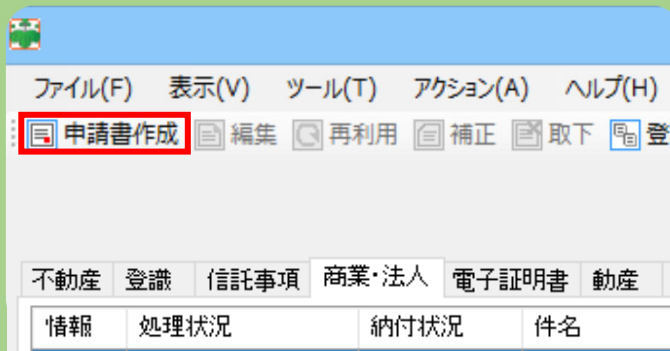 ファイル(F) 表示(V) ツール(T) アクション(A) ヘルプ(H)
申請書作成 編集 再利用 補正 取下 登
不動産 登識 信託事項 商業・法人 電子証明書 動産
情報 処理状況 納付状況 件名